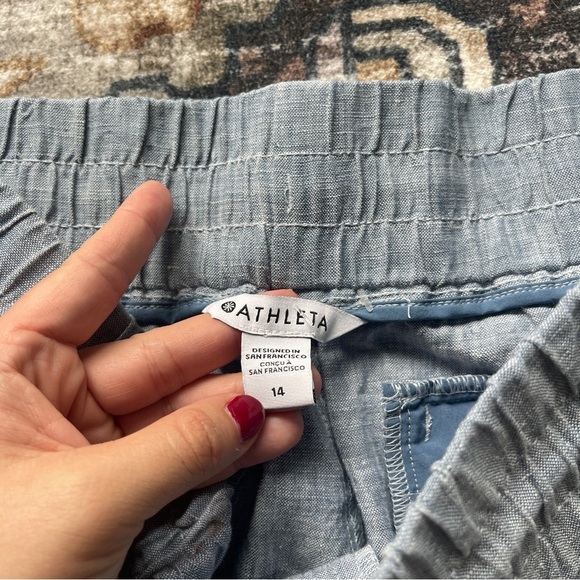 ATHLETA
DESIGNED IN
SAN FRANCISCO
CONÇU À
SAN FRANCISCO
14